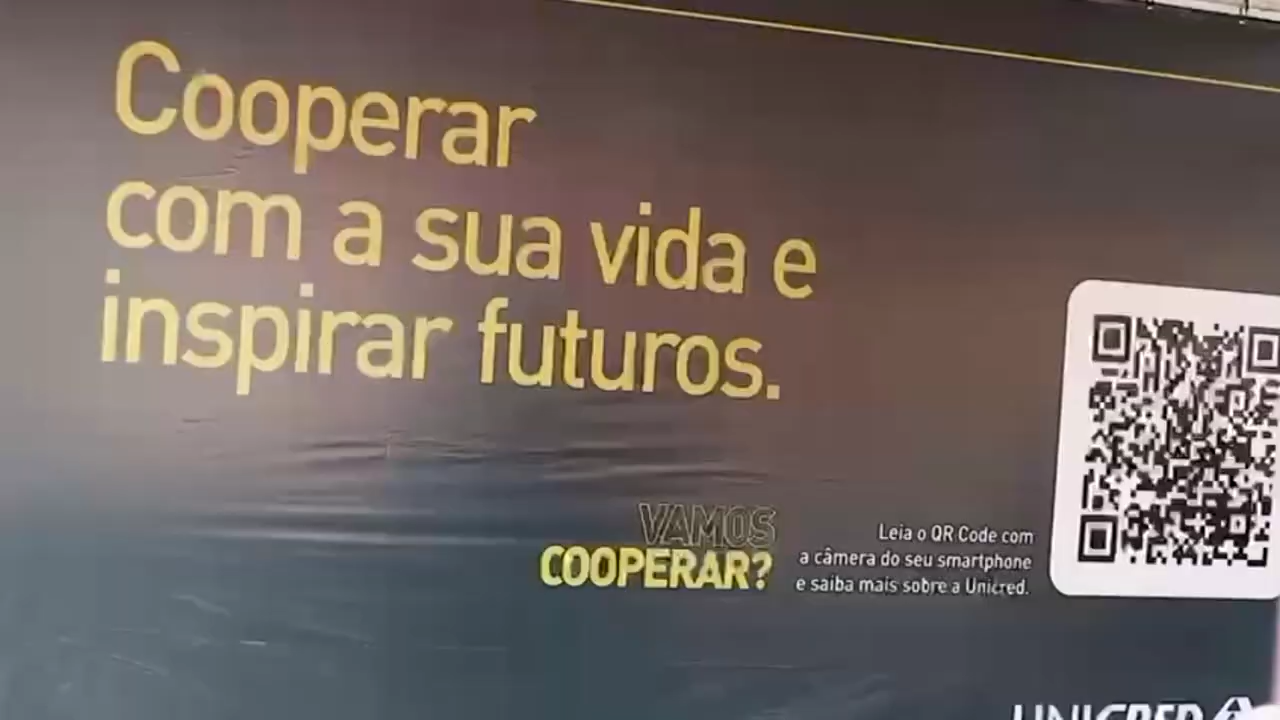 Cooperar
com a sua vida e
inspirar futuros.
VAMOS
COOPERAR?
Leia o QR Code com
a câmera do seu smartphone
e saiba mais sobre a Unicred.
UNICRED